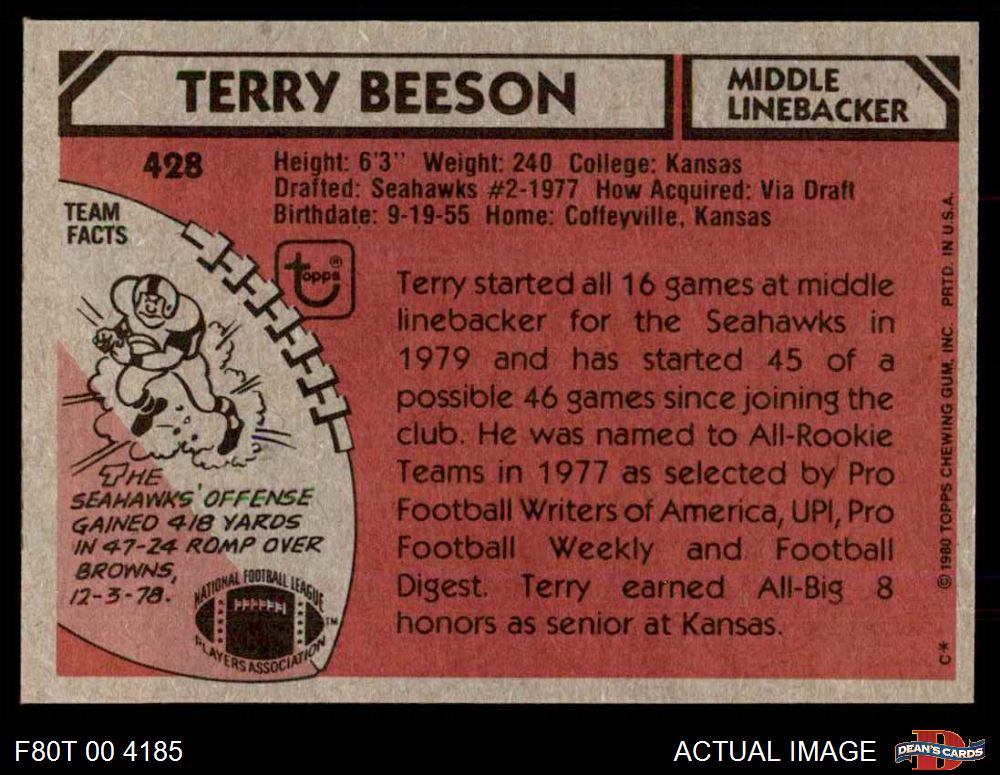 TERRY BEESON
MIDDLE
LINEBACKER
428
Height: 6'3" Weight: 240 College: Kansas
Drafted: Seahawks #2-1977 How Acquired: Via Draft
Birthdate: 9-19-55 Home: Coffeyville, Kansas
TEAM
FACTS
topps®
Terry started all 16 games at middle
linebacker for the Seahawks in
1979 and has started 45 of a
possible 46 games since joining the
club. He was named to All-Rookie
Teams in 1977 as selected by Pro
Football Writers of America, UPI, Pro
Football Weekly and Football
Digest. Terry earned All-Big 8
honors as senior at Kansas.
THE
SEAHAWKS' OFFENSE
GAINED 418 YARDS
IN 47-24 ROMP OVER
BROWNS,
12-3-78.
NATIONAL FOOTBALL LEAGUE
PLAYERS ASSOCIATION
TM
C* © 1980 TOPPS CHEWING GUM, INC. PRTD. IN U.S.A.
F80T 00 4185
ACTUAL IMAGE
D
DEAN'S CARDS